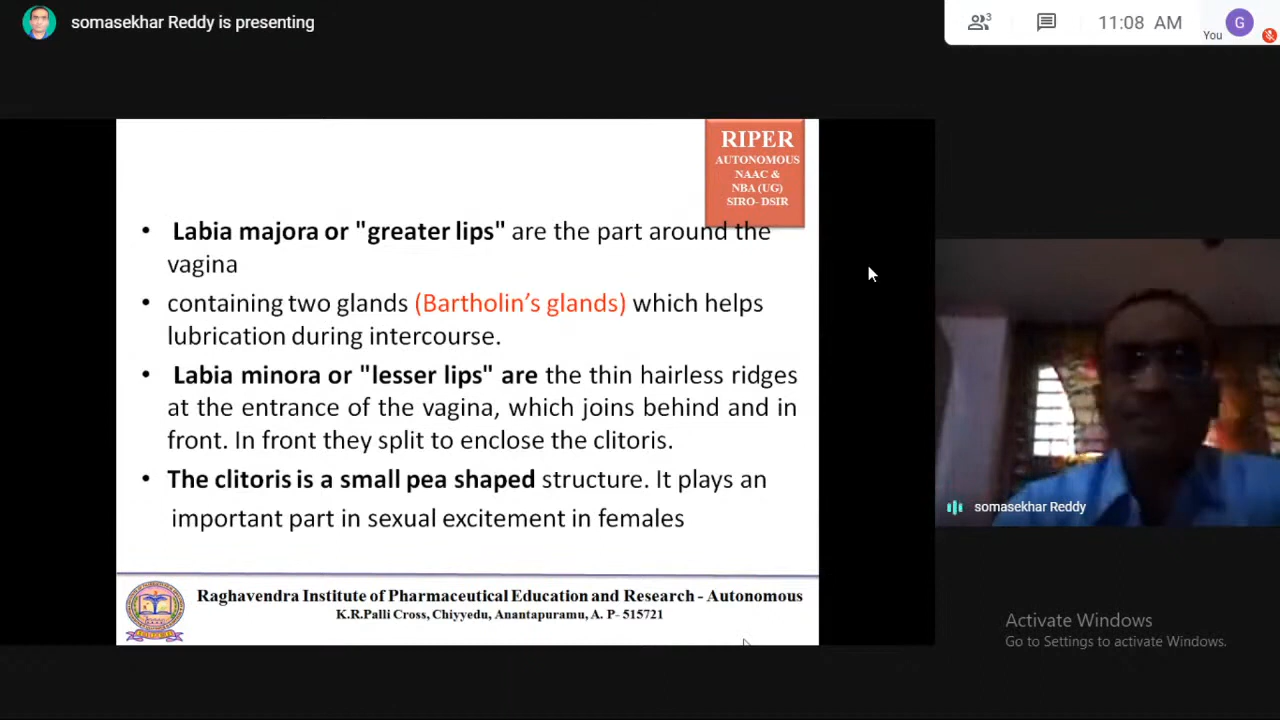 somasekhar Reddy is presenting
3
11:08 AM
You
G
RIPER
AUTONOMOUS
NAAC &
NBA (UG)
SIRO- DSIR
• Labia majora or "greater lips" are the part around the
vagina
• containing two glands (Bartholin’s glands) which helps
lubrication during intercourse.
• Labia minora or "lesser lips" are the thin hairless ridges
at the entrance of the vagina, which joins behind and in
front. In front they split to enclose the clitoris.
• The clitoris is a small pea shaped structure. It plays an
important part in sexual excitement in females
somasekhar Reddy
Raghavendra Institute of Pharmaceutical Education and Research - Autonomous
K.R.Palli Cross, Chiyyedu, Anantapuramu, A. P- 515721
Activate Windows
Go to Settings to activate Windows.